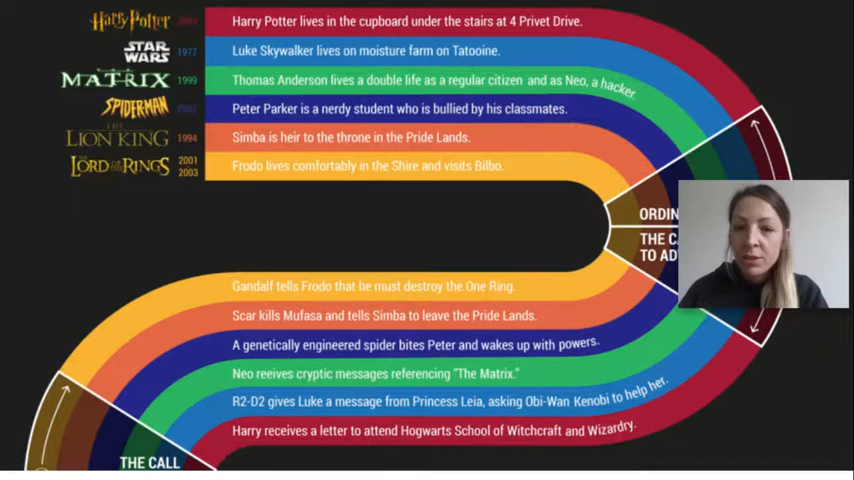 Harry Potter 2001 Harry Potter lives in the cupboard under the stairs at 4 Privet Drive.
STAR WARS 1977 Luke Skywalker lives on moisture farm on Tatooine.
MATRIX 1999 Thomas Anderson lives a double life as a regular citizen and as Neo, a hacker.
SPIDERMAN 2002 Peter Parker is a nerdy student who is bullied by his classmates.
THE LION KING 1994 Simba is heir to the throne in the Pride Lands.
THE LORD OF THE RINGS 2001 2003 Frodo lives comfortably in the Shire and visits Bilbo.
ORDIN
THE C
TO AD
Gandalf tells Frodo that he must destroy the One Ring.
Scar kills Mufasa and tells Simba to leave the Pride Lands.
A genetically engineered spider bites Peter and wakes up with powers.
Neo reeives cryptic messages referencing "The Matrix."
R2-D2 gives Luke a message from Princess Leia, asking Obi-Wan Kenobi to help her.
Harry receives a letter to attend Hogwarts School of Witchcraft and Wizardry.
THE CALL